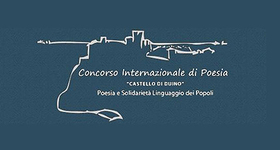 Concorso Internazionale di Poesia
"CASTELLO DI DUINO"
Poesia e Solidarietà Linguaggio dei Popoli